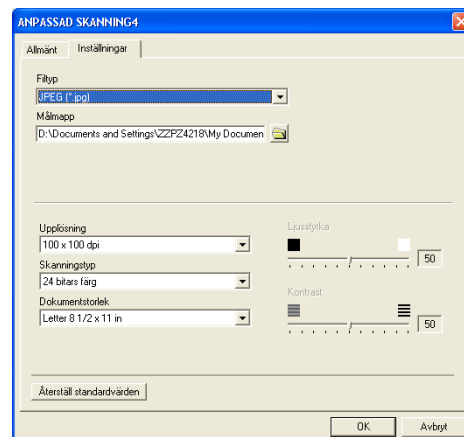 ANPASSAD SKANNING4
Allmänt Inställningar
Filtyp
JPEG (*.jpg)
Målmapp
D:\Documents and Settings\ZZPZ4218\My Documen
Upplösning
100 x 100 dpi
Skanningstyp
24 bitars färg
Dokumentstorlek
Letter 8 1/2 x 11 in
Ljusstyrka
50
Kontrast
50
Återställ standardvärden
OK Avbryt